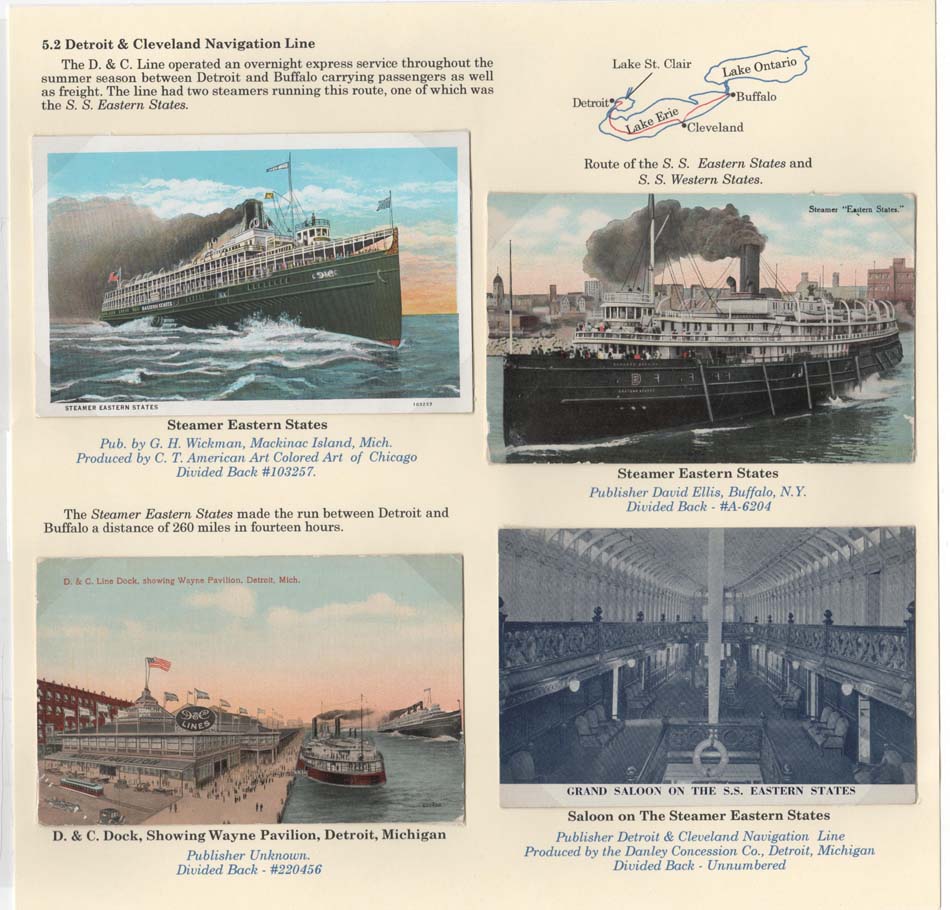 5.2 Detroit & Cleveland Navigation Line
The D. & C. Line operated an overnight express service throughout the
summer season between Detroit and Buffalo carrying passengers as well
as freight. The line had two steamers running this route, one of which was
the S. S. Eastern States.
Lake St. Clair
Lake Ontario
Detroit
Buffalo
Lake Erie
Cleveland
Route of the S. S. Eastern States and
S. S. Western States.
STEAMER EASTERN STATES
103257
Steamer Eastern States
Pub. by G. H. Wickman, Mackinac Island, Mich.
Produced by C. T. American Art Colored Art of Chicago
Divided Back #103257.
Steamer "Eastern States."
Steamer Eastern States
Publisher David Ellis, Buffalo, N.Y.
Divided Back - #A-6204
The Steamer Eastern States made the run between Detroit and
Buffalo a distance of 260 miles in fourteen hours.
D. & C. Line Dock, showing Wayne Pavilion, Detroit, Mich.
D&C
LINES
D. & C. Dock, Showing Wayne Pavilion, Detroit, Michigan
Publisher Unknown.
Divided Back - #220456
GRAND SALOON ON THE S.S. EASTERN STATES
Saloon on The Steamer Eastern States
Publisher Detroit & Cleveland Navigation Line
Produced by the Danley Concession Co., Detroit, Michigan
Divided Back - Unnumbered